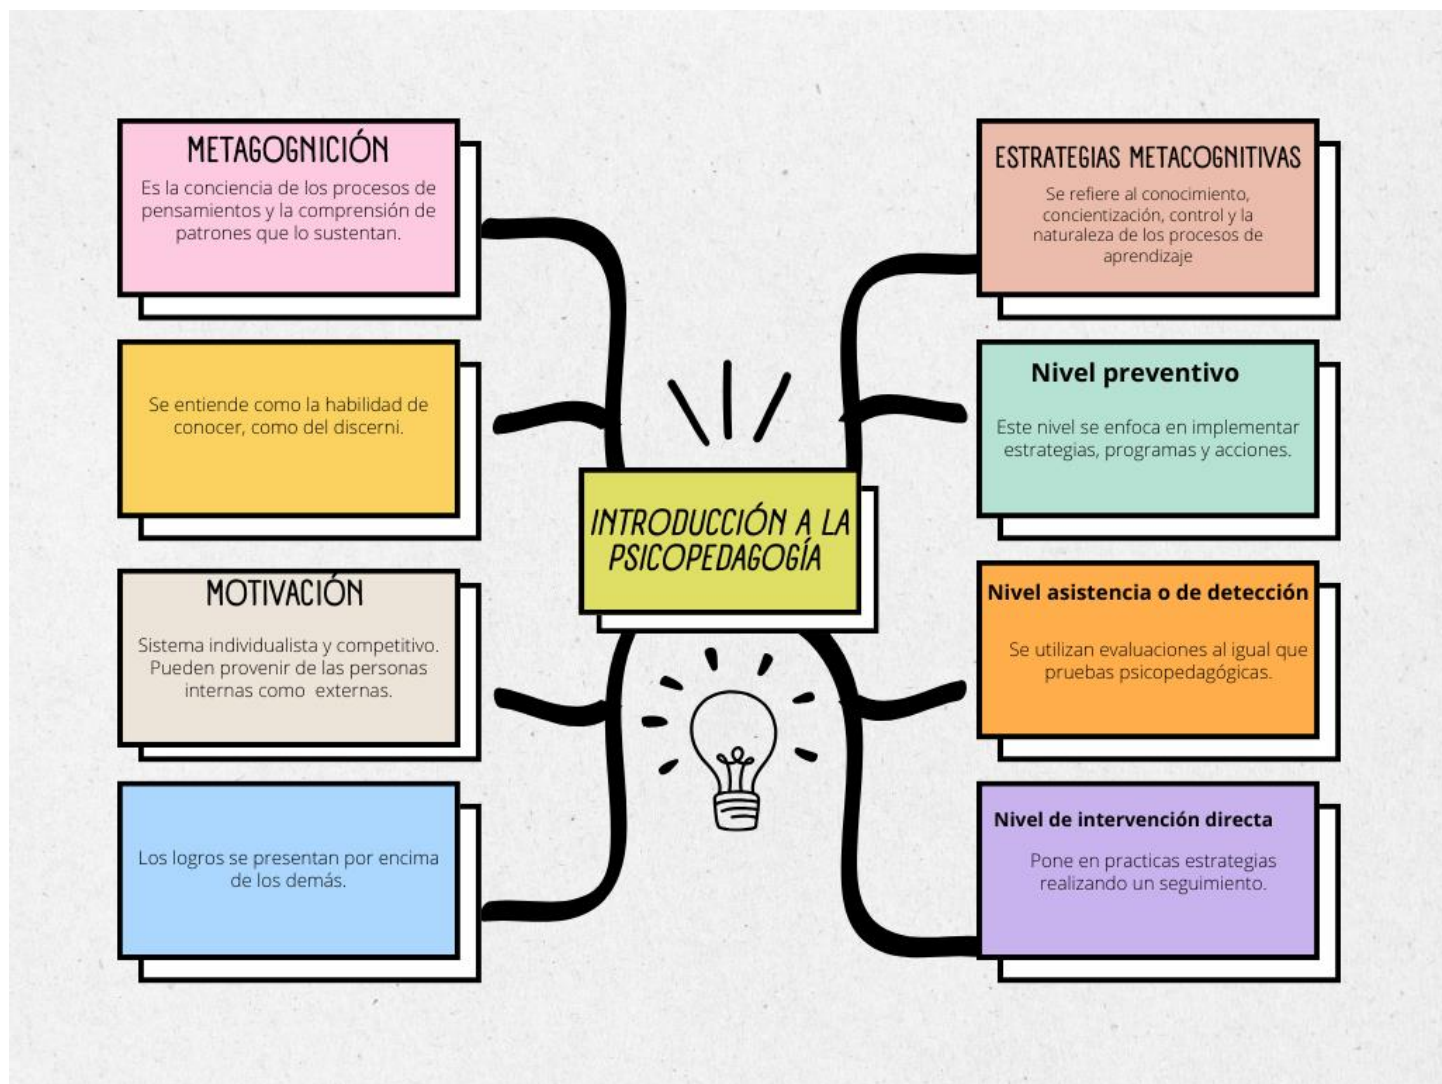 METAGOGNICIÓN
Es la conciencia de los procesos de
pensamientos y la comprensión de
patrones que lo sustentan.
Se entiende como la habilidad de
conocer, como del discerni.
MOTIVACIÓN
Sistema individualista y competitivo.
Pueden provenir de las personas
internas como externas.
Los logros se presentan por encima
de los demás.
INTRODUCCIÓN A LA
PSICOPEDAGOGÍA
ESTRATEGIAS METACOGNITIVAS
Se refiere al conocimiento,
concientización, control y la
naturaleza de los procesos de
aprendizaje
Nivel preventivo
Este nivel se enfoca en implementar
estrategias, programas y acciones.
Nivel asistencia o de detección
Se utilizan evaluaciones al igual que
pruebas psicopedagógicas.
Nivel de intervención directa
Pone en practicas estrategias
realizando un seguimiento.